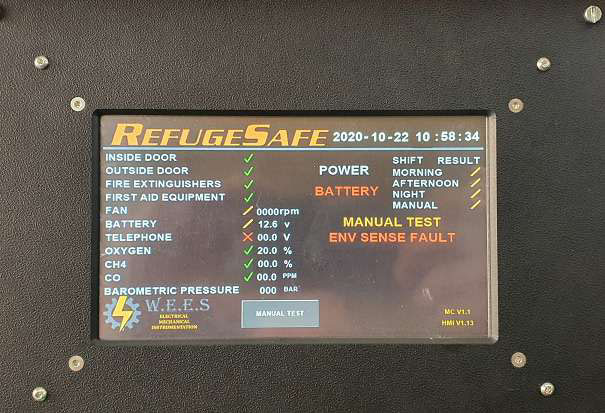 REFUGESAFE 2020-10-22 10:58:34
INSIDE DOOR
OUTSIDE DOOR
FIRE EXTINGUISHERS
FIRST AID EQUIPMENT
FAN 0000rpm
BATTERY 12.6 v
TELEPHONE 00.0 V
OXYGEN 20.0 %
CH4 00.0 %
CO 00.0 PPM
BAROMETRIC PRESSURE 000 BAR
POWER
BATTERY
SHIFT RESULT
MORNING
AFTERNOON
NIGHT
MANUAL
MANUAL TEST
ENV SENSE FAULT
W.E.E.S
ELECTRICAL
MECHANICAL
INSTRUMENTATION
MANUAL TEST
MC V1.1
HMI V1.13